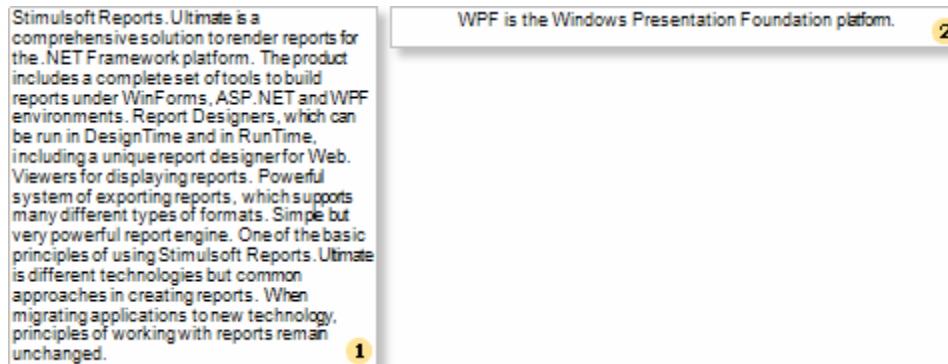 Stimulsoft Reports.Ultimate is a
comprehensive solution to render reports for
the .NET Framework platform. The product
includes a complete set of tools to build
reports under WinForms, ASP.NET and WPF
environments. Report Designers, which can
be run in DesignTime and in RunTime,
including a unique report designer for Web.
Viewers for displaying reports. Powerful
system of exporting reports, which supports
many different types of formats. Simple but
very powerful report engine. One of the basic
principles of using Stimulsoft Reports.Ultimate
is different technologies but common
approaches in creating reports. When
migrating applications to new technology,
principles of working with reports remain
unchanged.
1
WPF is the Windows Presentation Foundation platform.
2